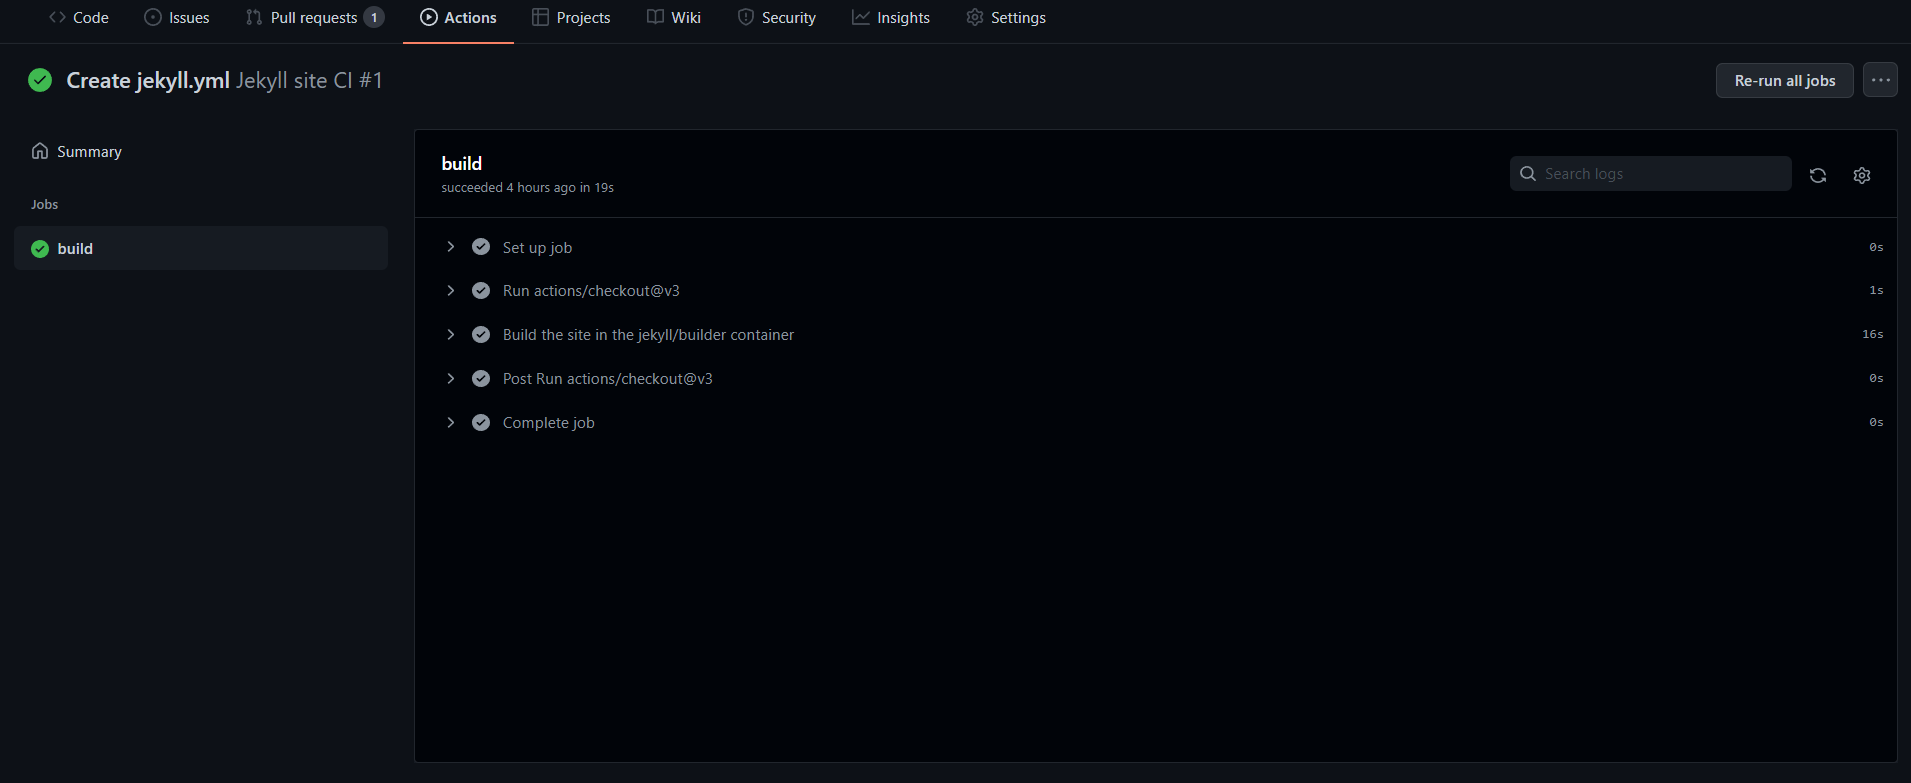 Code Issues Pull requests 1 Actions Projects Wiki Security Insights Settings
Create jekyll.yml Jekyll site CI #1
Re-run all jobs
Summary
Jobs
build
build
succeeded 4 hours ago in 19s
Search logs
Set up job 0s
Run actions/checkout@v3 1s
Build the site in the jekyll/builder container 16s
Post Run actions/checkout@v3 0s
Complete job 0s